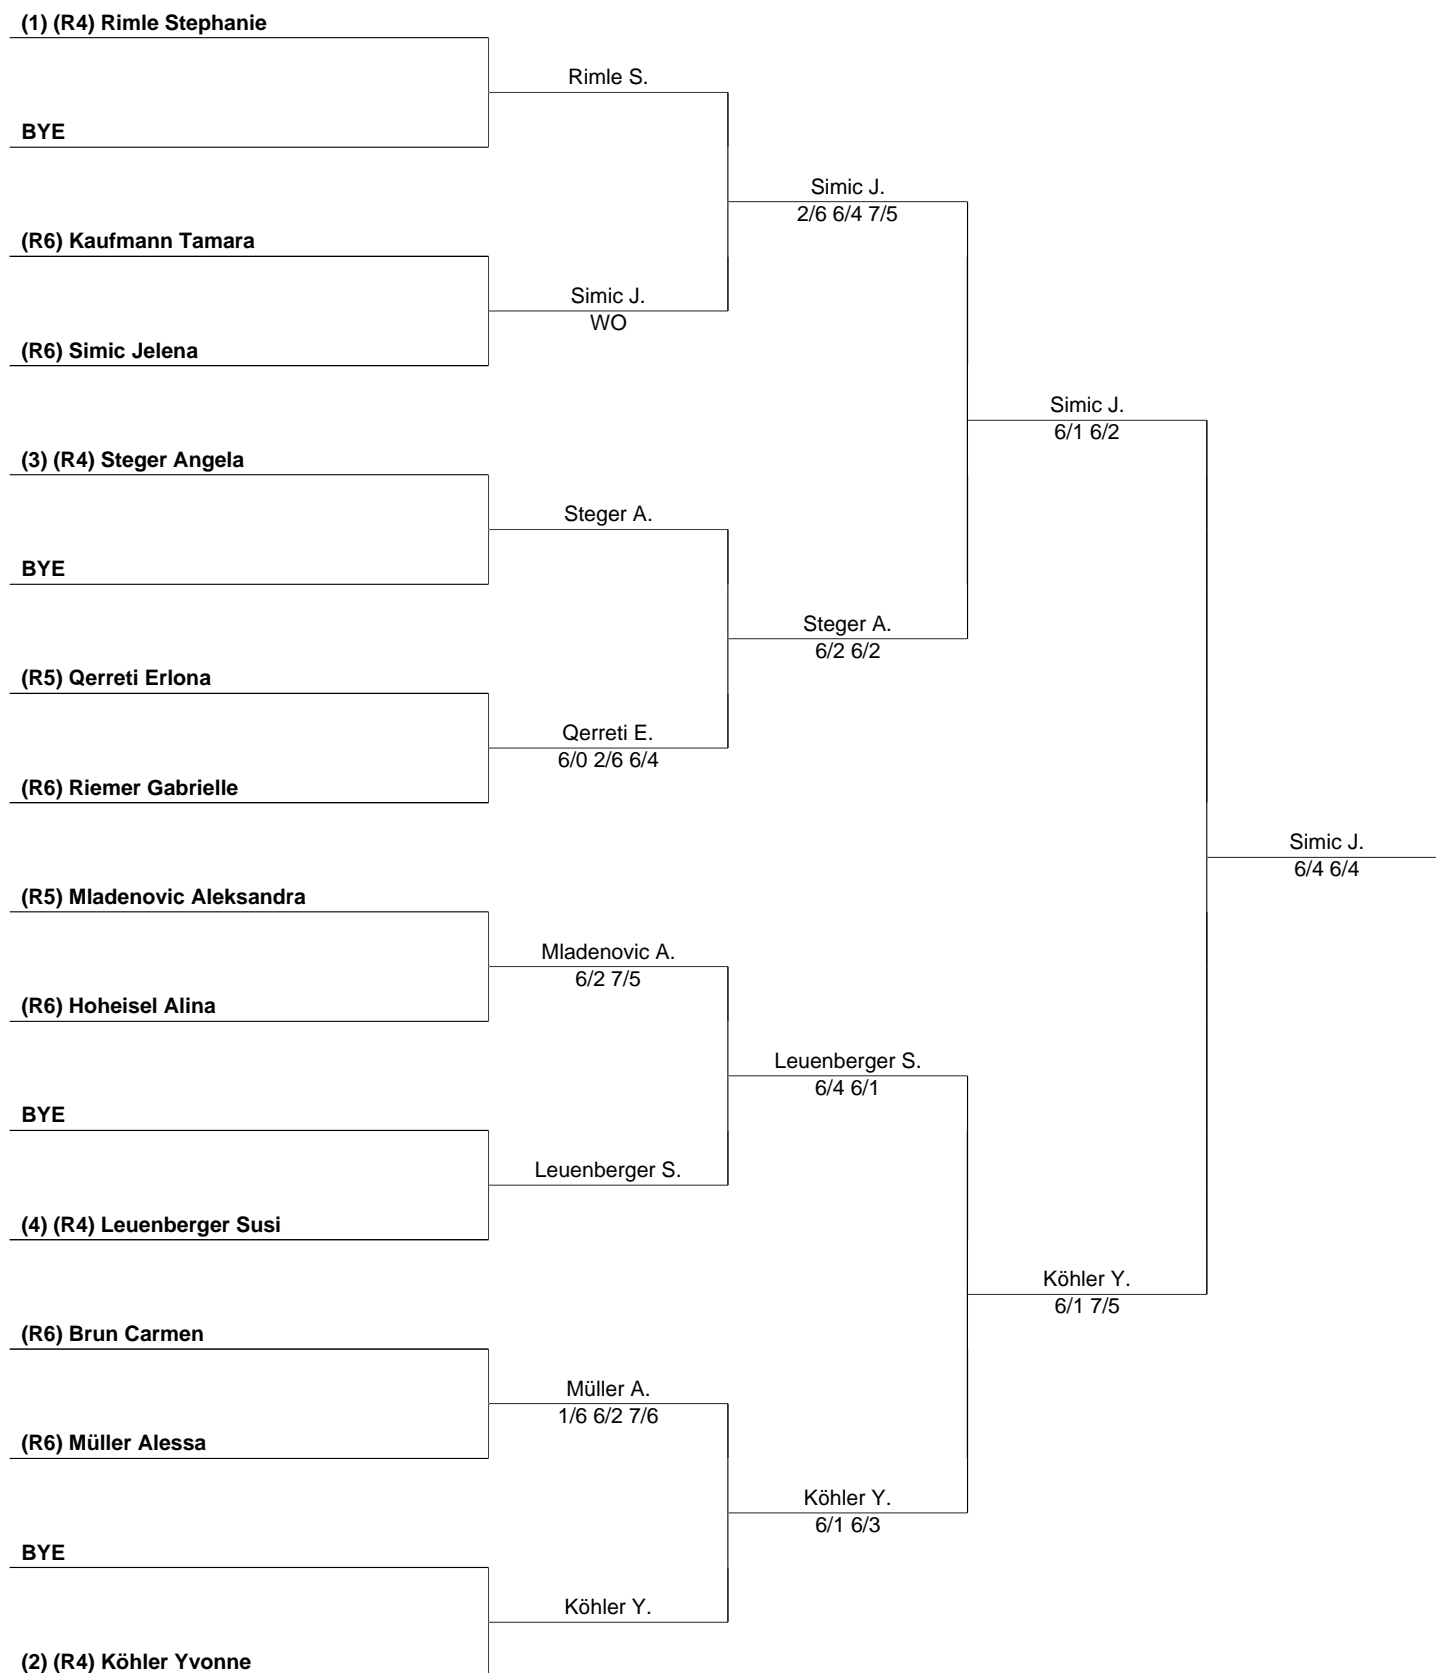 (1) (R4) Rimle Stephanie
Rimle S.
BYE
Simic J.
2/6 6/4 7/5
(R6) Kaufmann Tamara
Simic J.
WO
(R6) Simic Jelena
Simic J.
6/1 6/2
(3) (R4) Steger Angela
Steger A.
BYE
Steger A.
6/2 6/2
(R5) Qerreti Erlona
Qerreti E.
6/0 2/6 6/4
(R6) Riemer Gabrielle
Simic J.
6/4 6/4
(R5) Mladenovic Aleksandra
Mladenovic A.
6/2 7/5
(R6) Hoheisel Alina
Leuenberger S.
6/4 6/1
BYE
Leuenberger S.
(4) (R4) Leuenberger Susi
Köhler Y.
6/1 7/5
(R6) Brun Carmen
Müller A.
1/6 6/2 7/6
(R6) Müller Alessa
Köhler Y.
6/1 6/3
BYE
Köhler Y.
(2) (R4) Köhler Yvonne